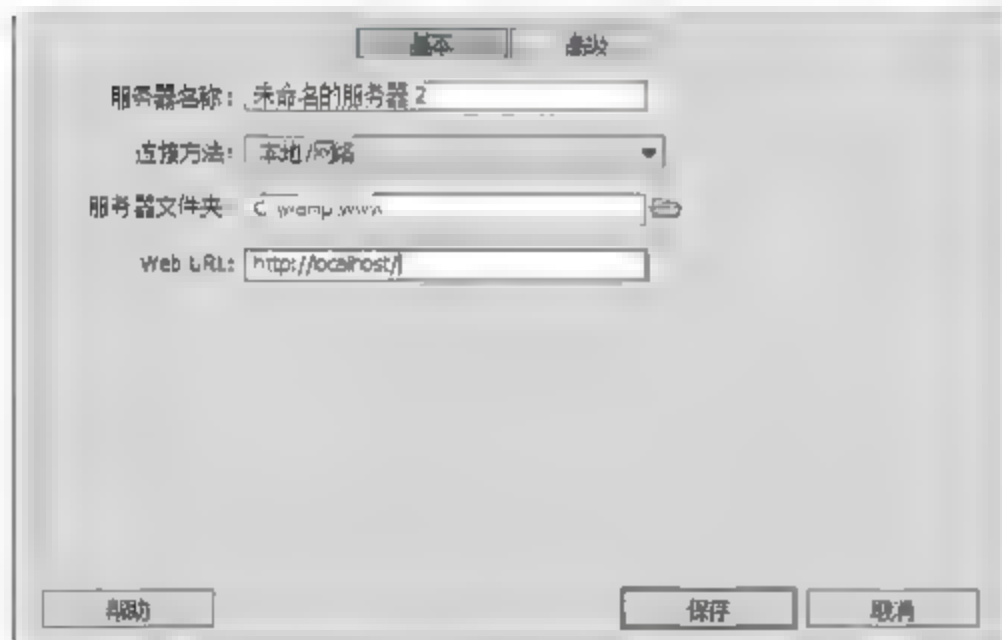 基本 高级
服务器名称: 未命名的服务器 2
连接方法: 本地/网络
服务器文件夹: C:\wamp\www
Web URL: http://localhost/
帮助 保存 取消